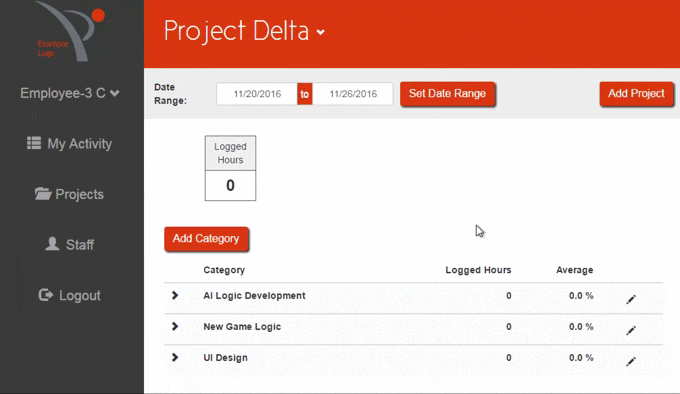 Example
Logo
Employee-3 C
My Activity
Projects
Staff
Logout
Project Delta
Date
Range:
11/20/2016 to 11/26/2016 Set Date Range Add Project
Logged
Hours
0
Add Category
Category Logged Hours Average
AI Logic Development 0 0.0 %
New Game Logic 0 0.0 %
UI Design 0 0.0 %